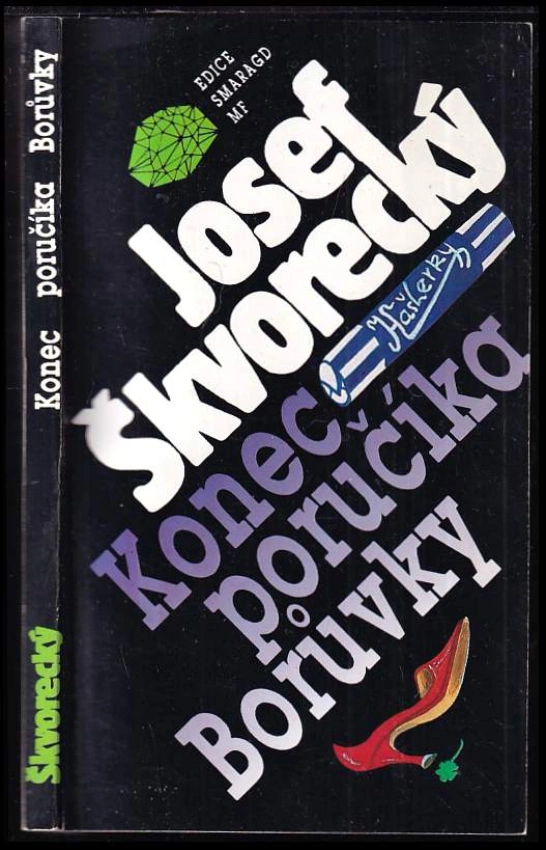 Konec poručíka Borůvky
Škvorecký
EDICE
SMARAGD
MF
Josef
Škvorecký
Hašlerky
Konec
poručíka
Borůvky